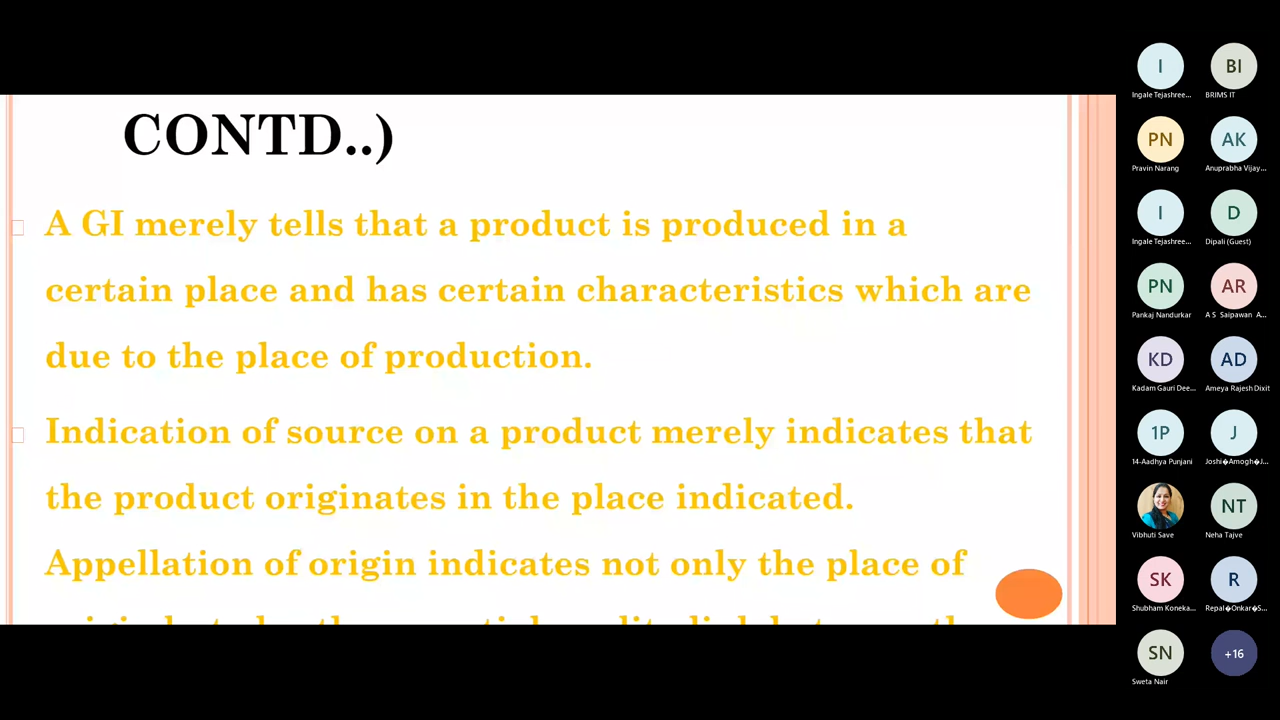 CONTD..)
A GI merely tells that a product is produced in a
certain place and has certain characteristics which are
due to the place of production.
Indication of source on a product merely indicates that
the product originates in the place indicated.
Appellation of origin indicates not only the place of
I
BI
Ingale Tejashree...
BRIMS IT
PN
AK
Pravin Narang
Anuprabha Vijay...
I
D
Ingale Tejashree...
Dipali (Guest)
PN
AR
Pankaj Nandurkar
A S Saipawan A...
KD
AD
Kadam Gauri Dee...
Ameya Rajesh Dixit
1P
J
14-Aadhya Punjani
Joshi�Amogh�J...
NT
Vibhuti Save
Neha Tajve
SK
R
Shubham Koneka...
Repal�Onkar�S...
SN
+16
Sweta Nair